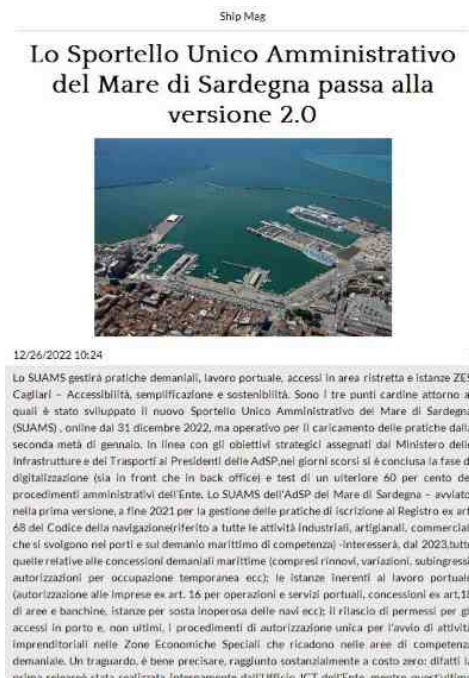 Ship Mag
Lo Sportello Unico Amministrativo
del Mare di Sardegna passa alla
versione 2.0
12/26/2022 10:24
Lo SUAMS gestirà pratiche demaniali, lavoro portuale, accessi in area ristretta e istanze ZES
Cagliari – Accessibilità, semplificazione e sostenibilità. Sono i tre punti cardine attorno ai
quali è stato sviluppato il nuovo Sportello Unico Amministrativo del Mare di Sardegna
(SUAMS) , online dal 31 dicembre 2022, ma operativo per il caricamento delle pratiche dalla
seconda metà di gennaio. In linea con gli obiettivi strategici assegnati dal Ministero delle
Infrastrutture e dei Trasporti ai Presidenti delle AdSP,nei giorni scorsi si è conclusa la fase di
digitalizzazione (sia in front che in back office) e test di un ulteriore 60 per cento dei
procedimenti amministrativi dell'Ente. Lo SUAMS dell'AdSP del Mare di Sardegna – avviato
nella prima versione, a fine 2021 per la gestione delle pratiche di iscrizione al Registro ex art.
68 del Codice della navigazione(riferito a tutte le attività industriali, artigianali, commerciali
che si svolgono nei porti e sul demanio marittimo di competenza) -interesserà, dal 2023,tutte
quelle relative alle concessioni demaniali marittime (compresi rinnovi, variazioni, subingressi,
autorizzazioni per occupazione temporanea ecc); le istanze inerenti al lavoro portuale
(autorizzazione alle imprese ex art. 16 per operazioni e servizi portuali, concessioni ex art.18
di aree e banchine, istanze per sosta inoperosa delle navi ecc); il rilascio di permessi per gli
accessi in porto e, non ultimi, i procedimenti di autorizzazione unica per l'avvio di attività
imprenditoriali nelle Zone Economiche Speciali che ricadono nelle aree di competenza
demaniale. Un traguardo, è bene precisare, raggiunto sostanzialmente a costo zero: difatti la
prima releaseè stata realizzata internamente dall'Ufficio ICT dell'Ente, mentre quest'ultima